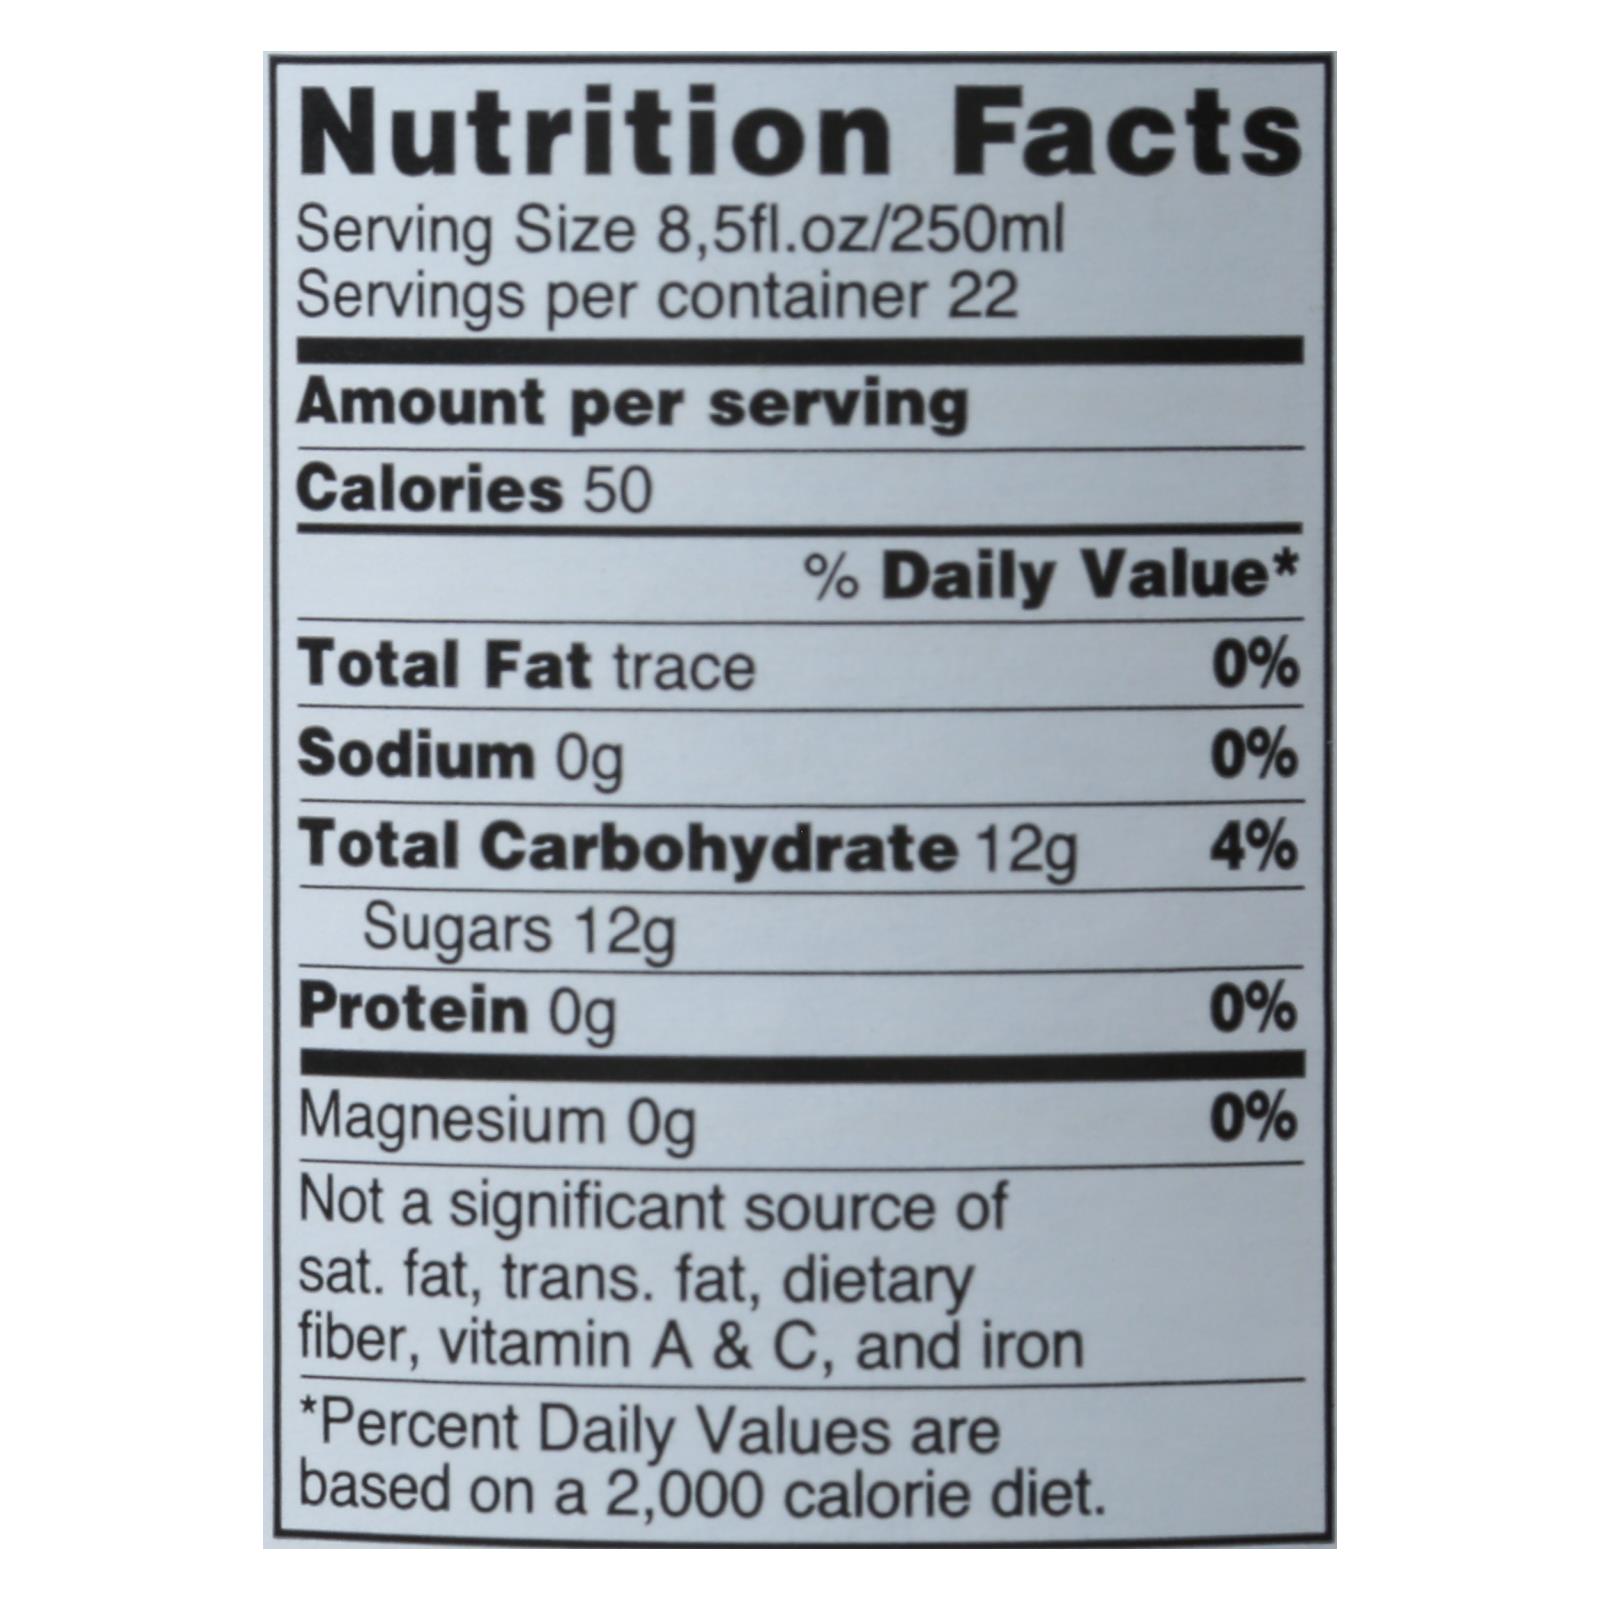 Nutrition Facts
Serving Size 8,5fl.oz/250ml
Servings per container 22
Amount per serving
Calories 50
% Daily Value*
Total Fat trace 0%
Sodium 0g 0%
Total Carbohydrate 12g 4%
Sugars 12g
Protein 0g 0%
Magnesium 0g 0%
Not a significant source of
sat. fat, trans. fat, dietary
fiber, vitamin A & C, and iron
*Percent Daily Values are
based on a 2,000 calorie diet.